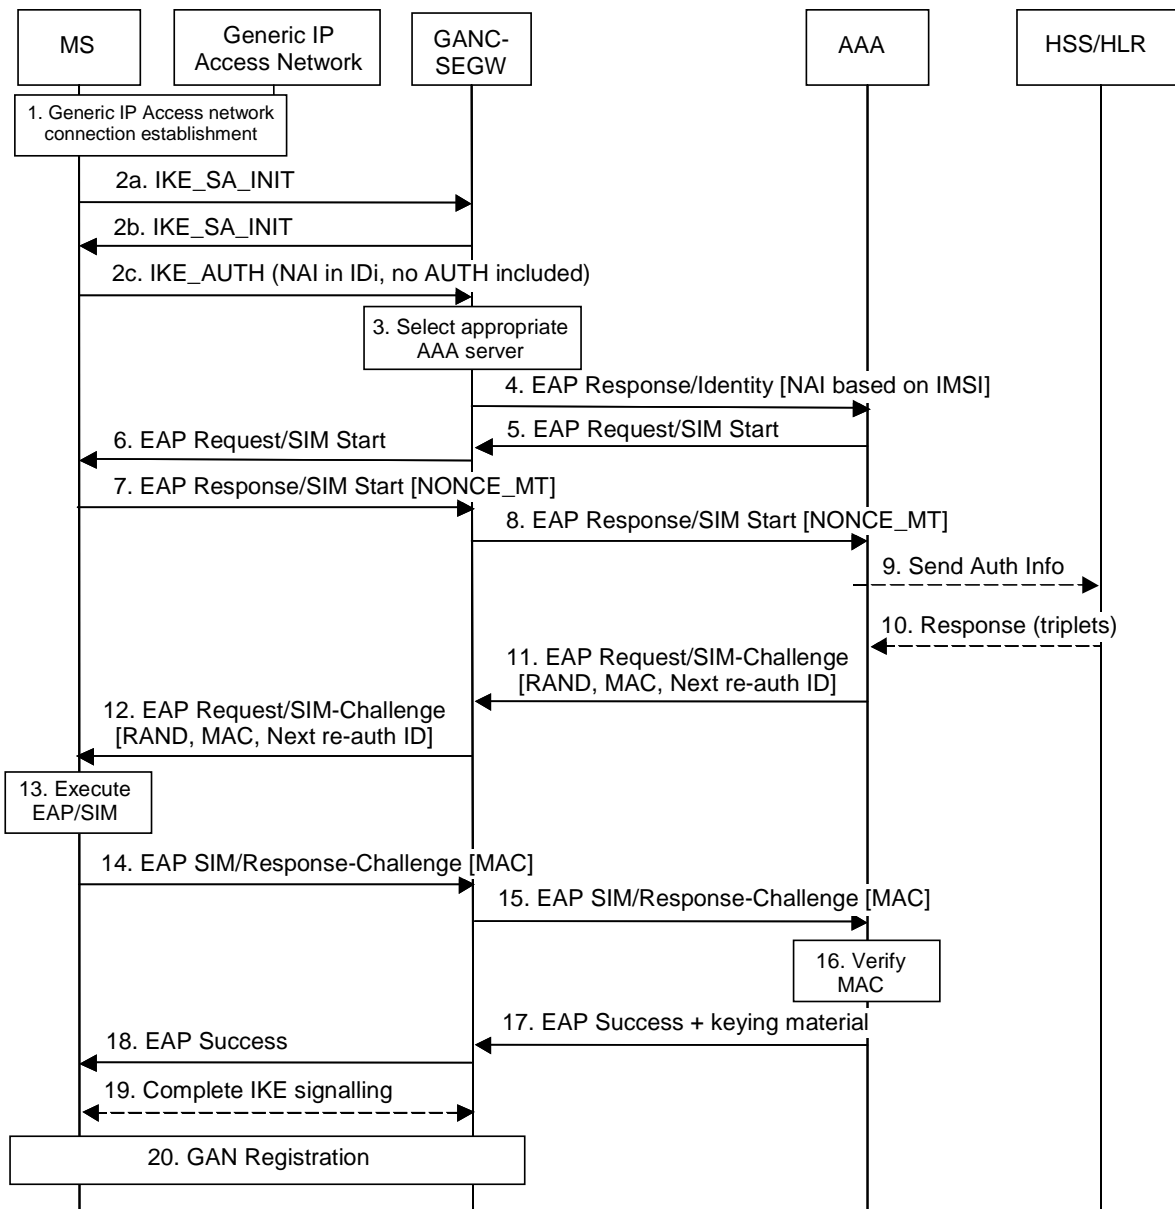 MS
Generic IP
Access Network
GANC-
SEGW
AAA
HSS/HLR
1. Generic IP Access network
connection establishment
2a. IKE_SA_INIT
2b. IKE_SA_INIT
2c. IKE_AUTH (NAI in IDi, no AUTH included)
3. Select appropriate
AAA server
4. EAP Response/Identity [NAI based on IMSI]
5. EAP Request/SIM Start
6. EAP Request/SIM Start
7. EAP Response/SIM Start [NONCE_MT]
8. EAP Response/SIM Start [NONCE_MT]
9. Send Auth Info
10. Response (triplets)
11. EAP Request/SIM-Challenge
[RAND, MAC, Next re-auth ID]
12. EAP Request/SIM-Challenge
[RAND, MAC, Next re-auth ID]
13. Execute
EAP/SIM
14. EAP SIM/Response-Challenge [MAC]
15. EAP SIM/Response-Challenge [MAC]
16. Verify
MAC
17. EAP Success + keying material
18. EAP Success
19. Complete IKE signalling
20. GAN Registration